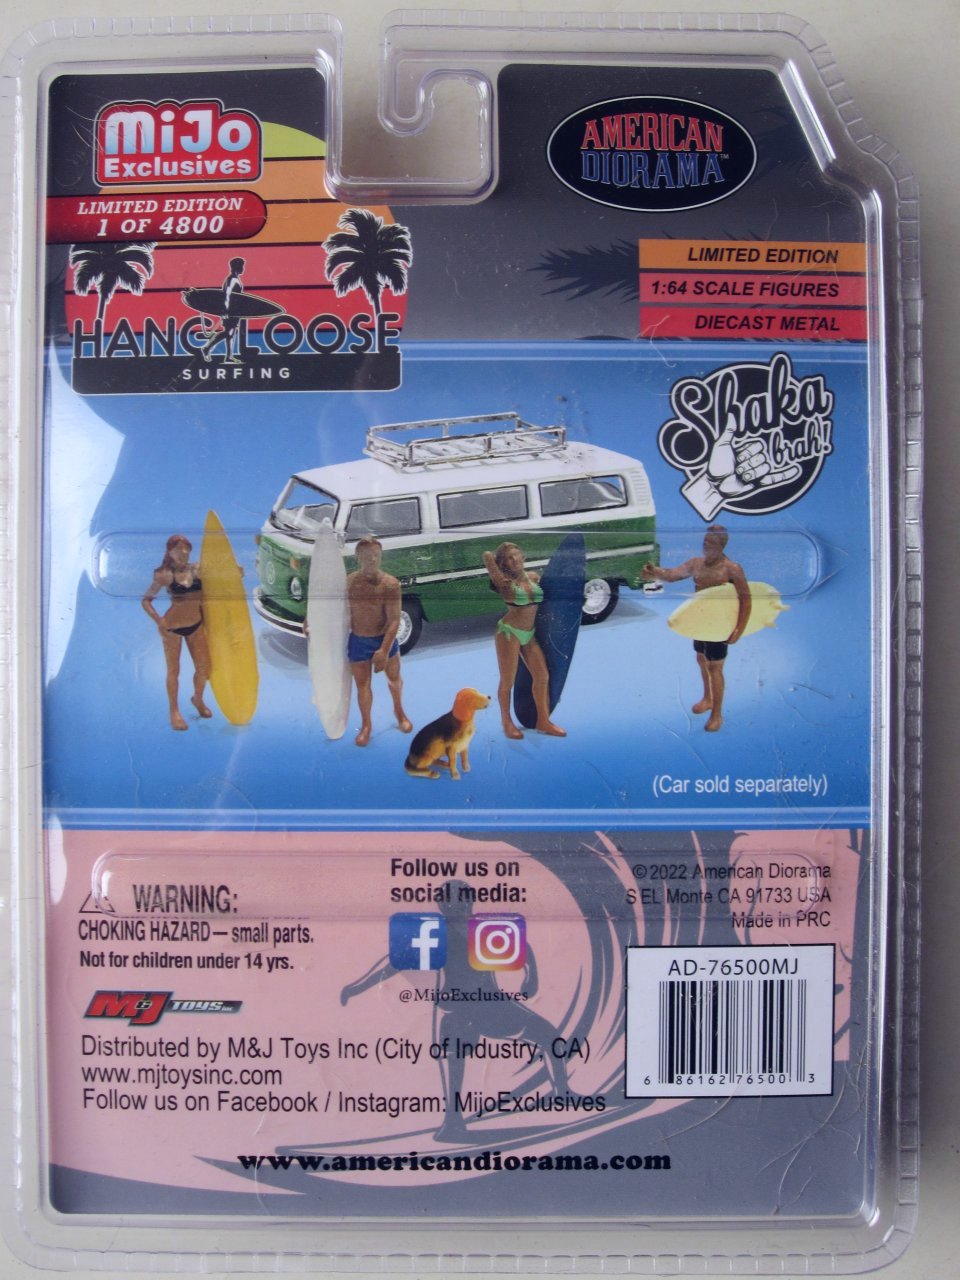 MiJo
Exclusives
LIMITED EDITION
1 OF 4800
HANG LOOSE
SURFING
AMERICAN
DIORAMA™
LIMITED EDITION
1:64 SCALE FIGURES
DIECAST METAL
Shaka
brah!
(Car sold separately)
WARNING:
CHOKING HAZARD — small parts.
Not for children under 14 yrs.
Follow us on
social media:
@MijoExclusives
© 2022 American Diorama
S EL Monte CA 91733 USA
Made in PRC
AD-76500MJ
6 86162 76500 3
M&J TOYS INC
Distributed by M&J Toys Inc (City of Industry, CA)
www.mjtoysinc.com
Follow us on Facebook / Instagram: MijoExclusives
www.americandiorama.com